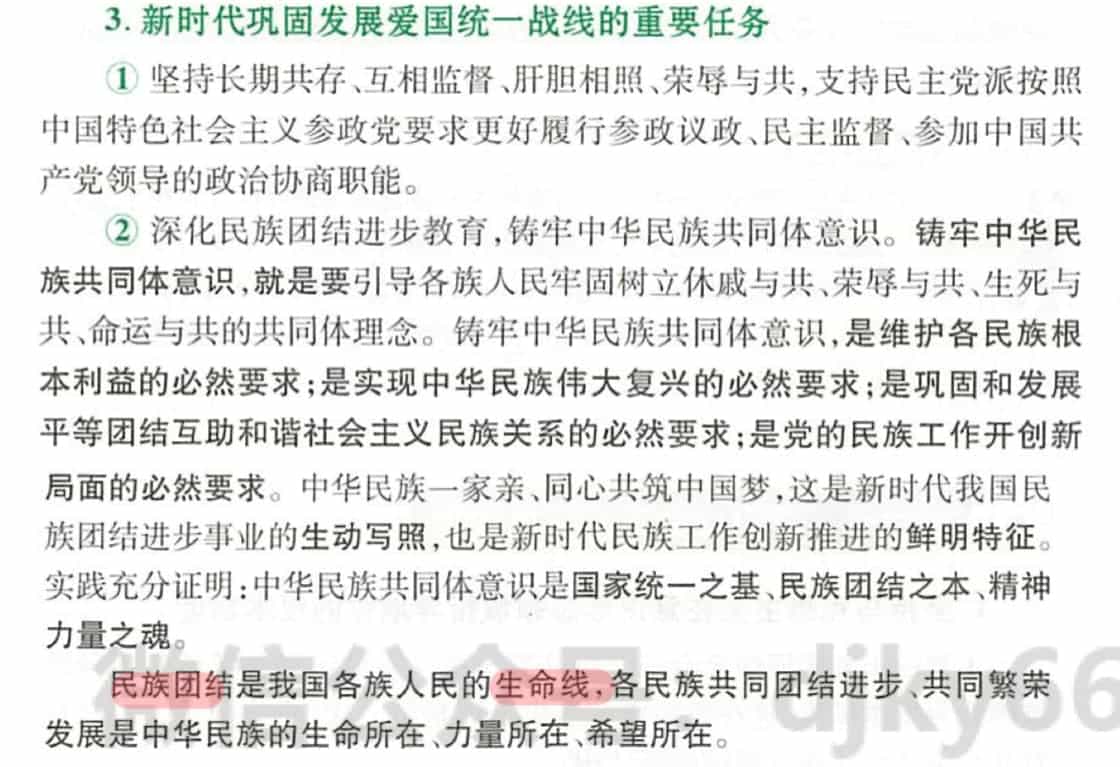 3. 新时代巩固发展爱国统一战线的重要任务
① 坚持长期共存、互相监督、肝胆相照、荣辱与共，支持民主党派按照
中国特色社会主义参政党要求更好履行参政议政、民主监督、参加中国共
产党领导的政治协商职能。
② 深化民族团结进步教育，铸牢中华民族共同体意识。铸牢中华民
族共同体意识，就是要引导各族人民牢固树立休戚与共、荣辱与共、生死与
共、命运与共的共同体理念。铸牢中华民族共同体意识，是维护各民族根
本利益的必然要求；是实现中华民族伟大复兴的必然要求；是巩固和发展
平等团结互助和谐社会主义民族关系的必然要求；是党的民族工作开创新
局面的必然要求。中华民族一家亲、同心共筑中国梦，这是新时代我国民
族团结进步事业的生动写照，也是新时代民族工作创新推进的鲜明特征。
实践充分证明：中华民族共同体意识是国家统一之基、民族团结之本、精神
力量之魂。
民族团结是我国各族人民的生命线，各民族共同团结进步、共同繁荣
发展是中华民族的生命所在、力量所在、希望所在。
微信公众号：djky66